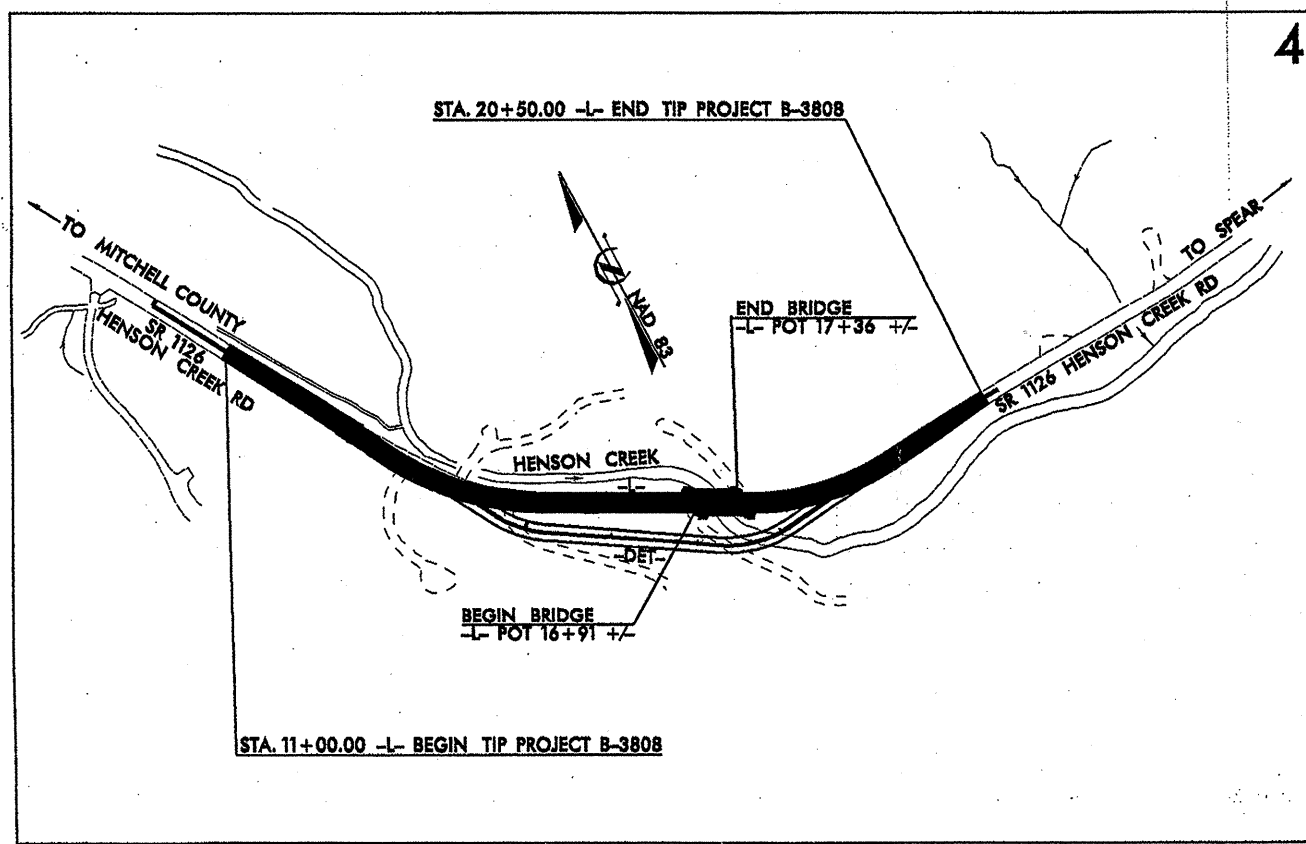 4
STA. 20+50.00 -L- END TIP PROJECT B-3808
TO MITCHELL COUNTY
SR 1126
HENSON CREEK RD
N
NAD 83
END BRIDGE
-L- POT 17+36 +/-
TO SPEAR
SR 1126 HENSON CREEK RD
HENSON CREEK
-L-
-DET-
BEGIN BRIDGE
-L- POT 16+91 +/-
STA. 11+00.00 -L- BEGIN TIP PROJECT B-3808